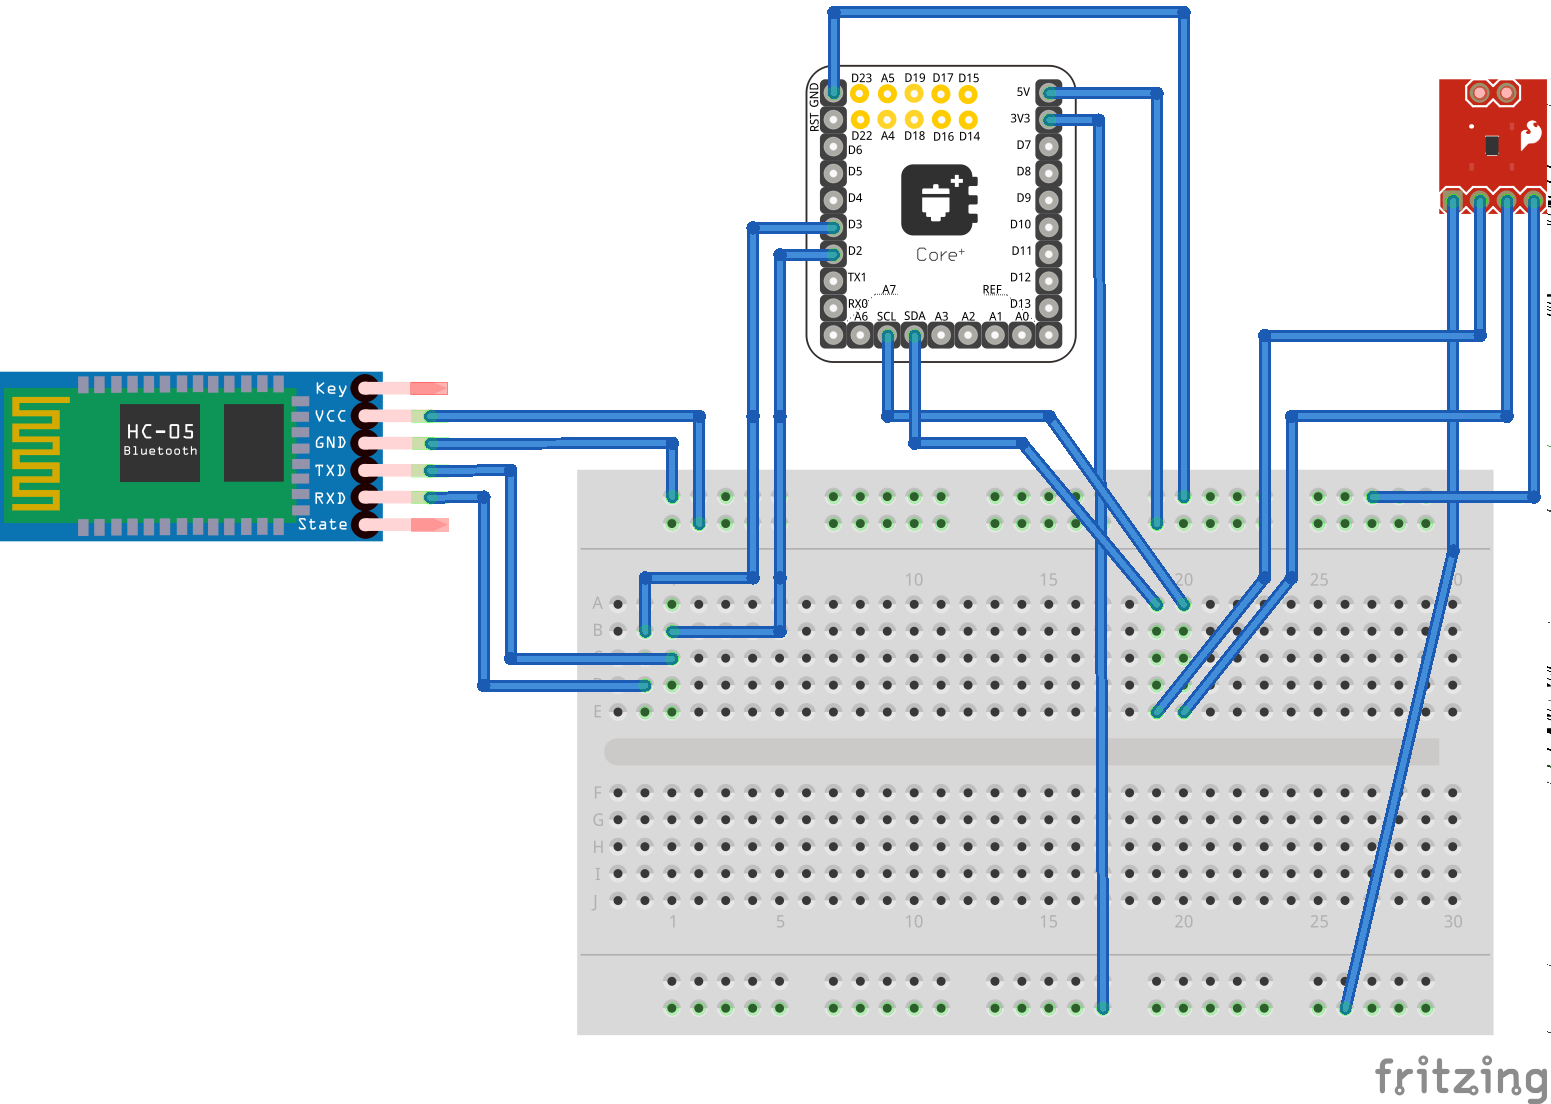 D23 A5 D19 D17 D15
GND
5V
RST
3V3
D22 A4 D18 D16 D14
D6 D7
D5 D8
D4 D9
D3 D10
D2 D11
Core+
TX1 D12
A7 REF
RX0 D13
A6 SCL SDA A3 A2 A1 A0
Key
VCC
HC-05
GND
Bluetooth
TXD
RXD
State
10 15 20 25
A
B
E
F
G
H
I
J
1 5 10 15 20 25 30
fritzing